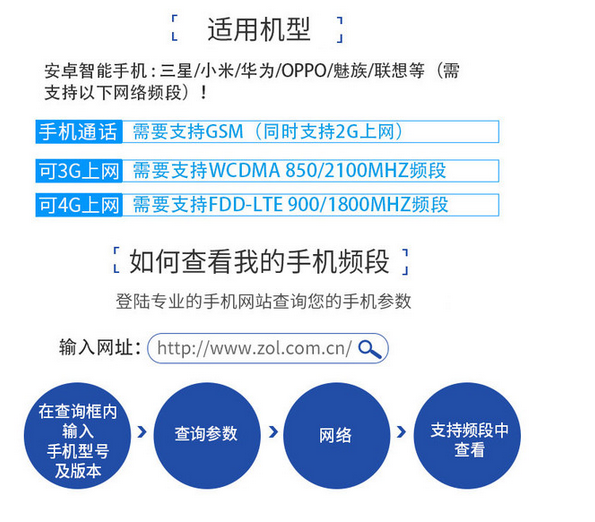 适用机型
安卓智能手机:三星/小米/华为/OPPO/魅族/联想等（需
支持以下网络频段）！
手机通话 需要支持GSM（同时支持2G上网）
可3G上网 需要支持WCDMA 850/2100MHZ频段
可4G上网 需要支持FDD-LTE 900/1800MHZ频段
如何查看我的手机频段
登陆专业的手机网站查询您的手机参数
输入网址: http://www.zol.com.cn/
在查询框内
输入
手机型号
及版本
查询参数
网络
支持频段中
查看